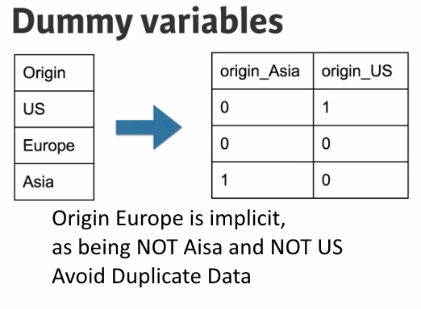 Dummy variables
Origin
origin_Asia origin_US
US
0 1
Europe
0 0
Asia
1 0
Origin Europe is implicit,
as being NOT Aisa and NOT US
Avoid Duplicate Data